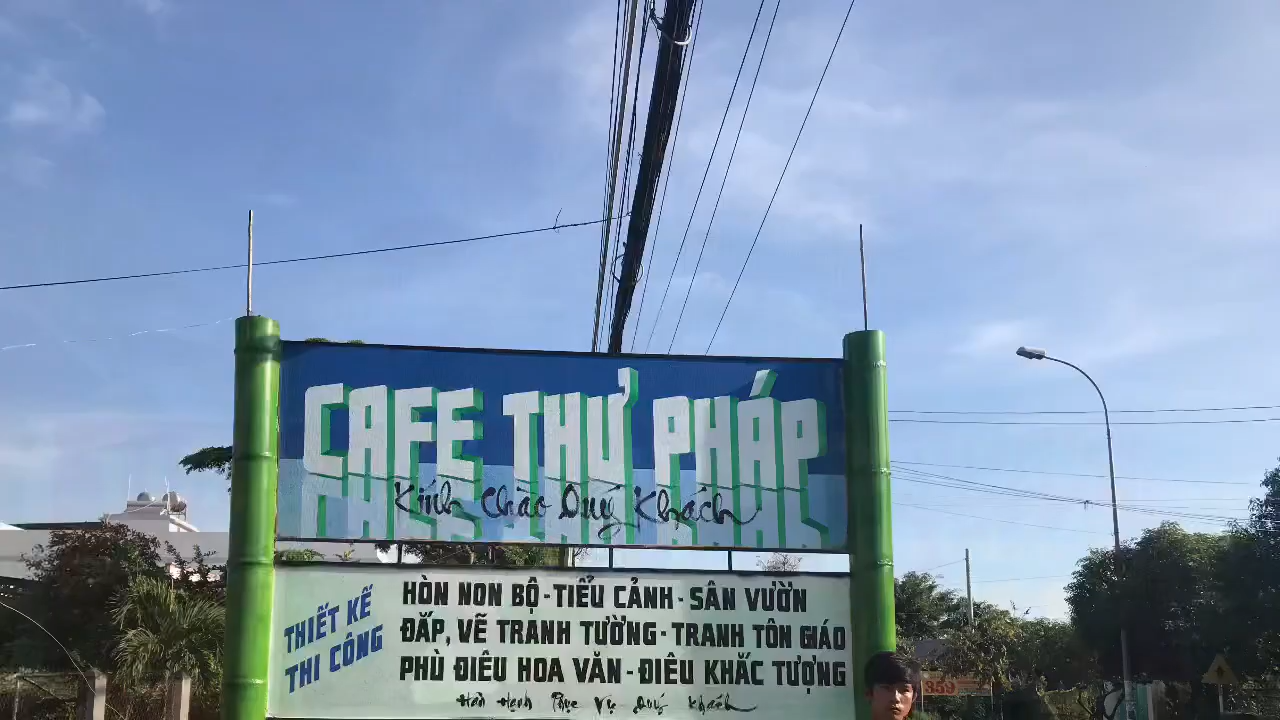 CAFE THƯ PHÁP
Kính Chào Quý Khách
THIẾT KẾ
THI CÔNG
HÒN NON BỘ - TIỂU CẢNH - SÂN VƯỜN
ĐẮP, VẼ TRANH TƯỜNG - TRANH TÔN GIÁO
PHÙ ĐIÊU HOA VĂN - ĐIÊU KHẮC TƯỢNG
Hân Hạnh Phục Vụ Quý Khách
359